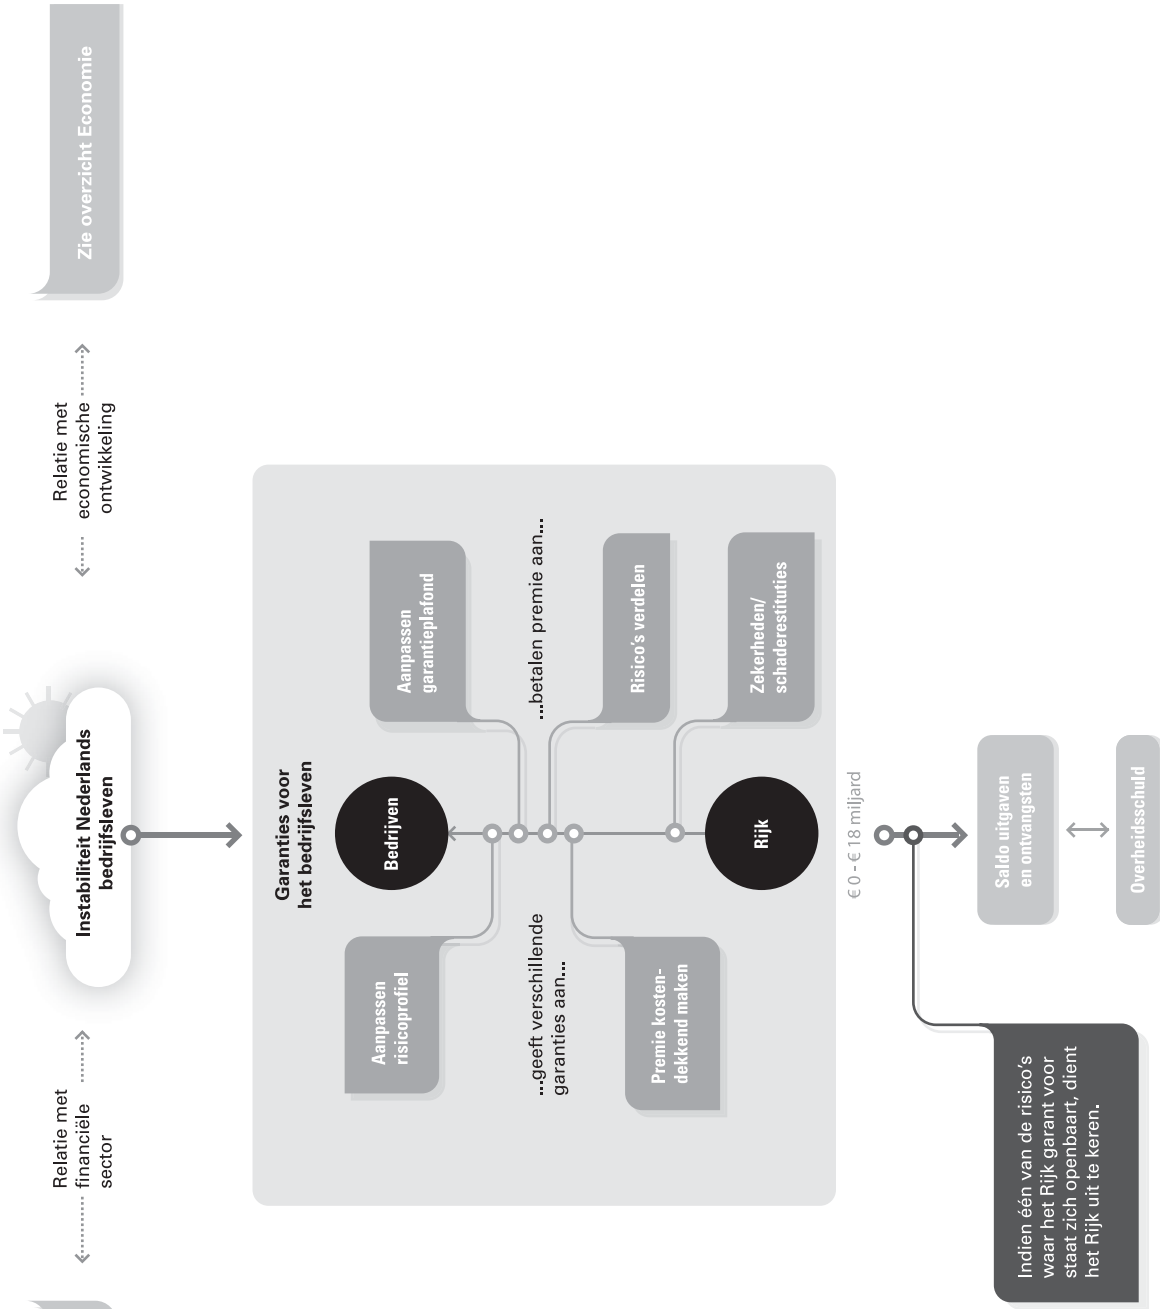 Relatie met
financiële
sector
Instabiliteit Nederlands
bedrijfsleven
Relatie met
economische
ontwikkeling
Zie overzicht Economie
Garanties voor
het bedrijfsleven
Bedrijven
Aanpassen
risicoprofiel
Aanpassen
garantieplafond
...geeft verschillende
garanties aan...
...betalen premie aan...
Premie kosten-
dekkend maken
Risico's verdelen
Rijk
Zekerheden/
schaderestituties
€ 0 - € 18 miljard
Indien één van de risico's
waar het Rijk garant voor
staat zich openbaart, dient
het Rijk uit te keren.
Saldo uitgaven
en ontvangsten
Overheidsschuld